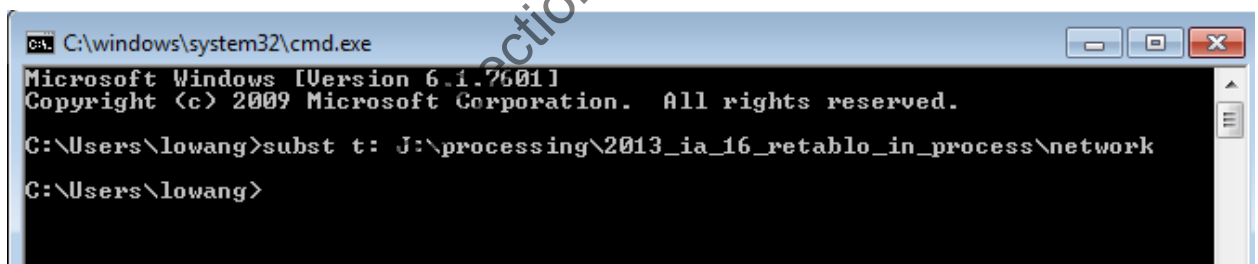 C:\windows\system32\cmd.exe
Microsoft Windows [Version 6.1.7601]
Copyright (c) 2009 Microsoft Corporation.  All rights reserved.
C:\Users\lowang>subst t: J:\processing\2013_ia_16_retablo_in_process\network
C:\Users\lowang>